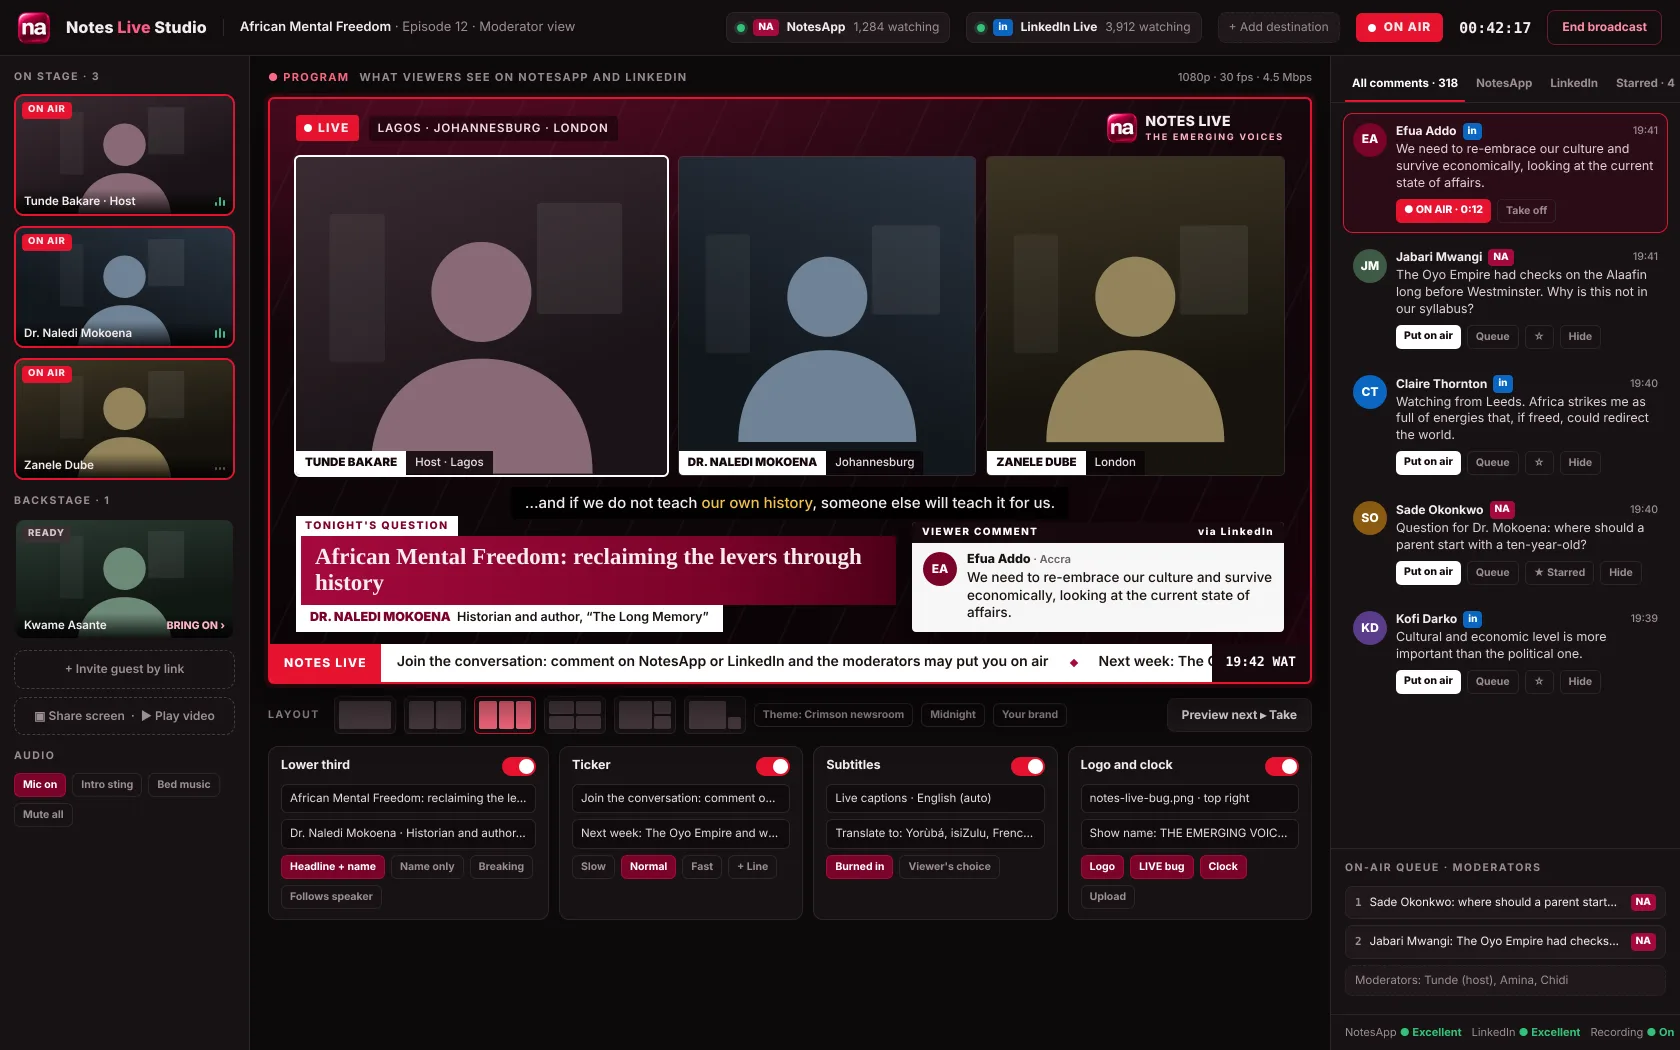 na Notes Live Studio
African Mental Freedom · Episode 12 · Moderator view
NA NotesApp 1,284 watching
in LinkedIn Live 3,912 watching
+ Add destination
ON AIR
00:42:17
End broadcast
ON STAGE · 3
ON AIR
Tunde Bakare · Host
ON AIR
Dr. Naledi Mokoena
ON AIR
Zanele Dube
BACKSTAGE · 1
READY
Kwame Asante
BRING ON ›
+ Invite guest by link
▣ Share screen · ▶ Play video
AUDIO
Mic on
Intro sting
Bed music
Mute all
PROGRAM WHAT VIEWERS SEE ON NOTESAPP AND LINKEDIN
1080p · 30 fps · 4.5 Mbps
LIVE
LAGOS · JOHANNESBURG · LONDON
na NOTES LIVE
THE EMERGING VOICES
TUNDE BAKARE Host · Lagos
DR. NALEDI MOKOENA Johannesburg
ZANELE DUBE London
...and if we do not teach our own history, someone else will teach it for us.
TONIGHT'S QUESTION
African Mental Freedom: reclaiming the levers through
history
DR. NALEDI MOKOENA Historian and author, “The Long Memory”
VIEWER COMMENT via LinkedIn
EA
Efua Addo · Accra
We need to re-embrace our culture and survive
economically, looking at the current state of
affairs.
NOTES LIVE
Join the conversation: comment on NotesApp or LinkedIn and the moderators may put you on air ◆ Next week: The
19:42 WAT
LAYOUT
Theme: Crimson newsroom
Midnight
Your brand
Preview next ▸ Take
Lower third
African Mental Freedom: reclaiming the le...
Dr. Naledi Mokoena · Historian and author...
Headline + name
Name only
Breaking
Follows speaker
Ticker
Join the conversation: comment o...
Next week: The Oyo Empire and w...
Slow
Normal
Fast
+ Line
Subtitles
Live captions · English (auto)
Translate to: Yorùbá, isiZulu, Frenc...
Burned in
Viewer's choice
Logo and clock
notes-live-bug.png · top right
Show name: THE EMERGING VOIC...
Logo
LIVE bug
Clock
Upload
All comments · 318
NotesApp
LinkedIn
Starred · 4
EA
Efua Addo in 19:41
We need to re-embrace our culture and
survive economically, looking at the current
state of affairs.
ON AIR · 0:12
Take off
JM
Jabari Mwangi NA 19:41
The Oyo Empire had checks on the Alaafin
long before Westminster. Why is this not in
our syllabus?
Put on air
Queue
☆
Hide
CT
Claire Thornton in 19:40
Watching from Leeds. Africa strikes me as
full of energies that, if freed, could redirect
the world.
Put on air
Queue
☆
Hide
SO
Sade Okonkwo NA 19:40
Question for Dr. Mokoena: where should a
parent start with a ten-year-old?
Put on air
Queue
★ Starred
Hide
KD
Kofi Darko in 19:39
Cultural and economic level is more
important than the political one.
Put on air
Queue
☆
Hide
ON-AIR QUEUE · MODERATORS
1 Sade Okonkwo: where should a parent start... NA
2 Jabari Mwangi: The Oyo Empire had checks... NA
Moderators: Tunde (host), Amina, Chidi
NotesApp Excellent LinkedIn Excellent Recording On